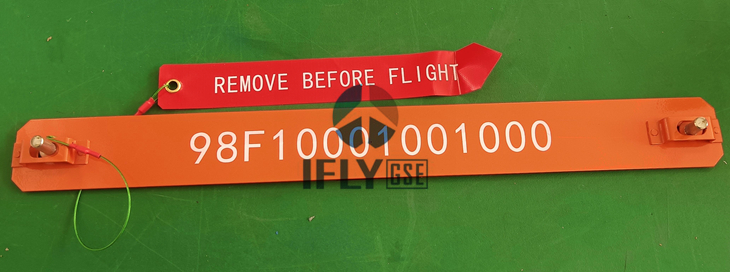 REMOVE BEFORE FLIGHT
98F10001001000
IFLY GSE